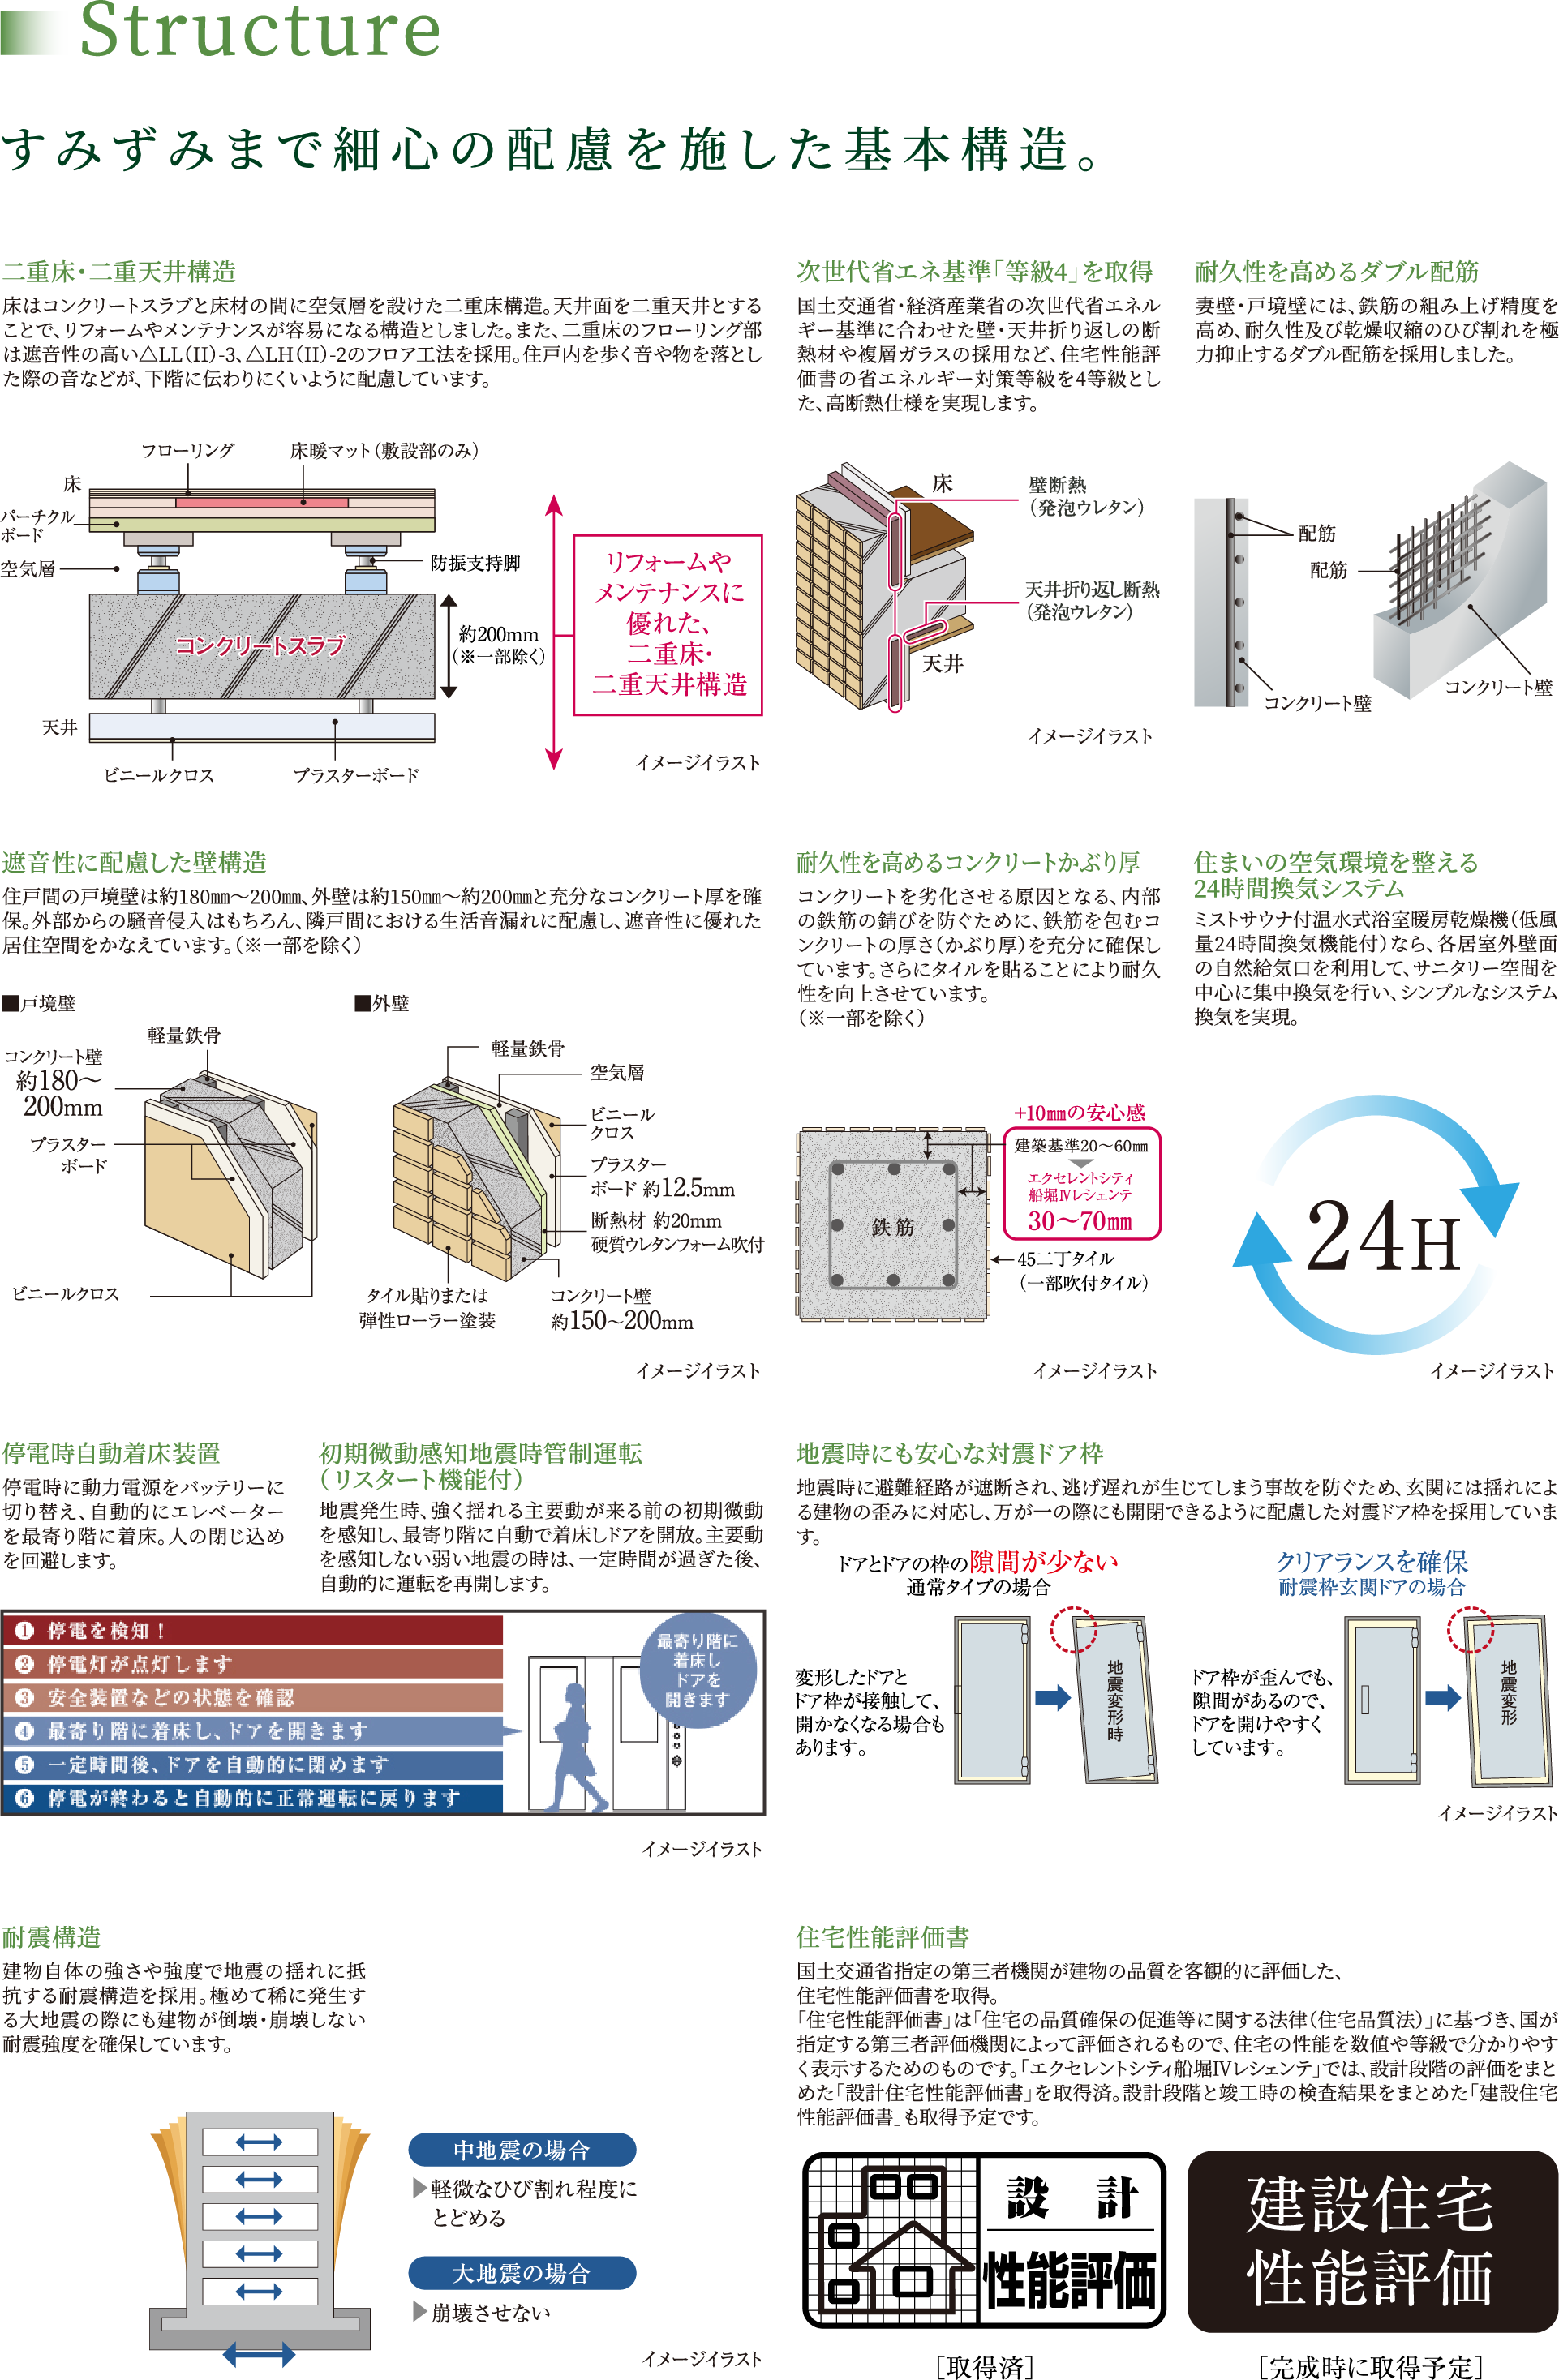 Structure
すみずみまで細心の配慮を施した基本構造。
二重床・二重天井構造
床はコンクリートスラブと床材の間に空気層を設けた二重床構造。天井面を二重天井とする
ことで、リフォームやメンテナンスが容易になる構造としました。また、二重床のフローリング部
は遮音性の高い△LL(II)-3、△LH(II)-2のフロア工法を採用。住戸内を歩く音や物を落とし
た際の音などが、下階に伝わりにくいように配慮しています。
フローリング
床暖マット(敷設部のみ)
床
パーチクル
ボード
空気層
防振支持脚
コンクリートスラブ
約200mm
(※一部除く)
天井
ビニールクロス
プラスターボード
リフォームや
メンテナンスに
優れた、
二重床・
二重天井構造
イメージイラスト
次世代省エネ基準「等級4」を取得
国土交通省・経済産業省の次世代省エネル
ギー基準に合わせた壁・天井折り返しの断
熱材や複層ガラスの採用など、住宅性能評
価書の省エネルギー対策等級を4等級とし
た、高断熱仕様を実現します。
床
壁断熱
(発泡ウレタン)
天井折り返し断熱
(発泡ウレタン)
天井
イメージイラスト
耐久性を高めるダブル配筋
妻壁・戸境壁には、鉄筋の組み上げ精度を
高め、耐久性及び乾燥収縮のひび割れを極
力抑止するダブル配筋を採用しました。
配筋
配筋
コンクリート壁
コンクリート壁
遮音性に配慮した壁構造
住戸間の戸境壁は約180㎜〜200㎜、外壁は約150㎜〜約200㎜と充分なコンクリート厚を確
保。外部からの騒音侵入はもちろん、隣戸間における生活音漏れに配慮し、遮音性に優れた
居住空間をかなえています。(※一部を除く)
■戸境壁
軽量鉄骨
コンクリート壁
約180〜
200mm
プラスター
ボード
ビニールクロス
■外壁
軽量鉄骨
空気層
ビニール
クロス
プラスター
ボード 約12.5mm
断熱材 約20mm
硬質ウレタンフォーム吹付
タイル貼りまたは
弾性ローラー塗装
コンクリート壁
約150〜200mm
イメージイラスト
耐久性を高めるコンクリートかぶり厚
コンクリートを劣化させる原因となる、内部
の鉄筋の錆びを防ぐために、鉄筋を包むコ
ンクリートの厚さ(かぶり厚)を充分に確保し
ています。さらにタイルを貼ることにより耐久
性を向上させています。
(※一部を除く)
+10㎜の安心感
建築基準20〜60㎜
エクセレントシティ
船堀Ⅳレシェンテ
30〜70㎜
鉄筋
45二丁タイル
(一部吹付タイル)
イメージイラスト
住まいの空気環境を整える
24時間換気システム
ミストサウナ付温水式浴室暖房乾燥機(低風
量24時間換気機能付)なら、各居室外壁面
の自然給気口を利用して、サニタリー空間を
中心に集中換気を行い、シンプルなシステム
換気を実現。
24H
イメージイラスト
停電時自動着床装置
停電時に動力電源をバッテリーに
切り替え、自動的にエレベーター
を最寄り階に着床。人の閉じ込め
を回避します。
初期微動感知地震時管制運転
(リスタート機能付)
地震発生時、強く揺れる主要動が来る前の初期微動
を感知し、最寄り階に自動で着床しドアを開放。主要動
を感知しない弱い地震の時は、一定時間が過ぎた後、
自動的に運転を再開します。
❶ 停電を検知！
❷ 停電灯が点灯します
❸ 安全装置などの状態を確認
❹ 最寄り階に着床し、ドアを開きます
❺ 一定時間後、ドアを自動的に閉めます
❻ 停電が終わると自動的に正常運転に戻ります
最寄り階に
着床し
ドアを
開きます
イメージイラスト
地震時にも安心な対震ドア枠
地震時に避難経路が遮断され、逃げ遅れが生じてしまう事故を防ぐため、玄関には揺れによ
る建物の歪みに対応し、万が一の際にも開閉できるように配慮した対震ドア枠を採用していま
す。
ドアとドアの枠の隙間が少ない
通常タイプの場合
変形したドアと
ドア枠が接触して、
開かなくなる場合も
あります。
地震変形時
クリアランスを確保
耐震枠玄関ドアの場合
ドア枠が歪んでも、
隙間があるので、
ドアを開けやすく
しています。
地震変形
イメージイラスト
耐震構造
建物自体の強さや強度で地震の揺れに抵
抗する耐震構造を採用。極めて稀に発生す
る大地震の際にも建物が倒壊・崩壊しない
耐震強度を確保しています。
中地震の場合
▶軽微なひび割れ程度に
とどめる
大地震の場合
▶崩壊させない
イメージイラスト
住宅性能評価書
国土交通省指定の第三者機関が建物の品質を客観的に評価した、
住宅性能評価書を取得。
「住宅性能評価書」は「住宅の品質確保の促進等に関する法律(住宅品質法)」に基づき、国が
指定する第三者評価機関によって評価されるもので、住宅の性能を数値や等級で分かりやす
く表示するためのものです。「エクセレントシティ船堀Ⅳレシェンテ」では、設計段階の評価をまと
めた「設計住宅性能評価書」を取得済。設計段階と竣工時の検査結果をまとめた「建設住宅
性能評価書」も取得予定です。
設 計
性能評価
[取得済]
建設住宅
性能評価
[完成時に取得予定]